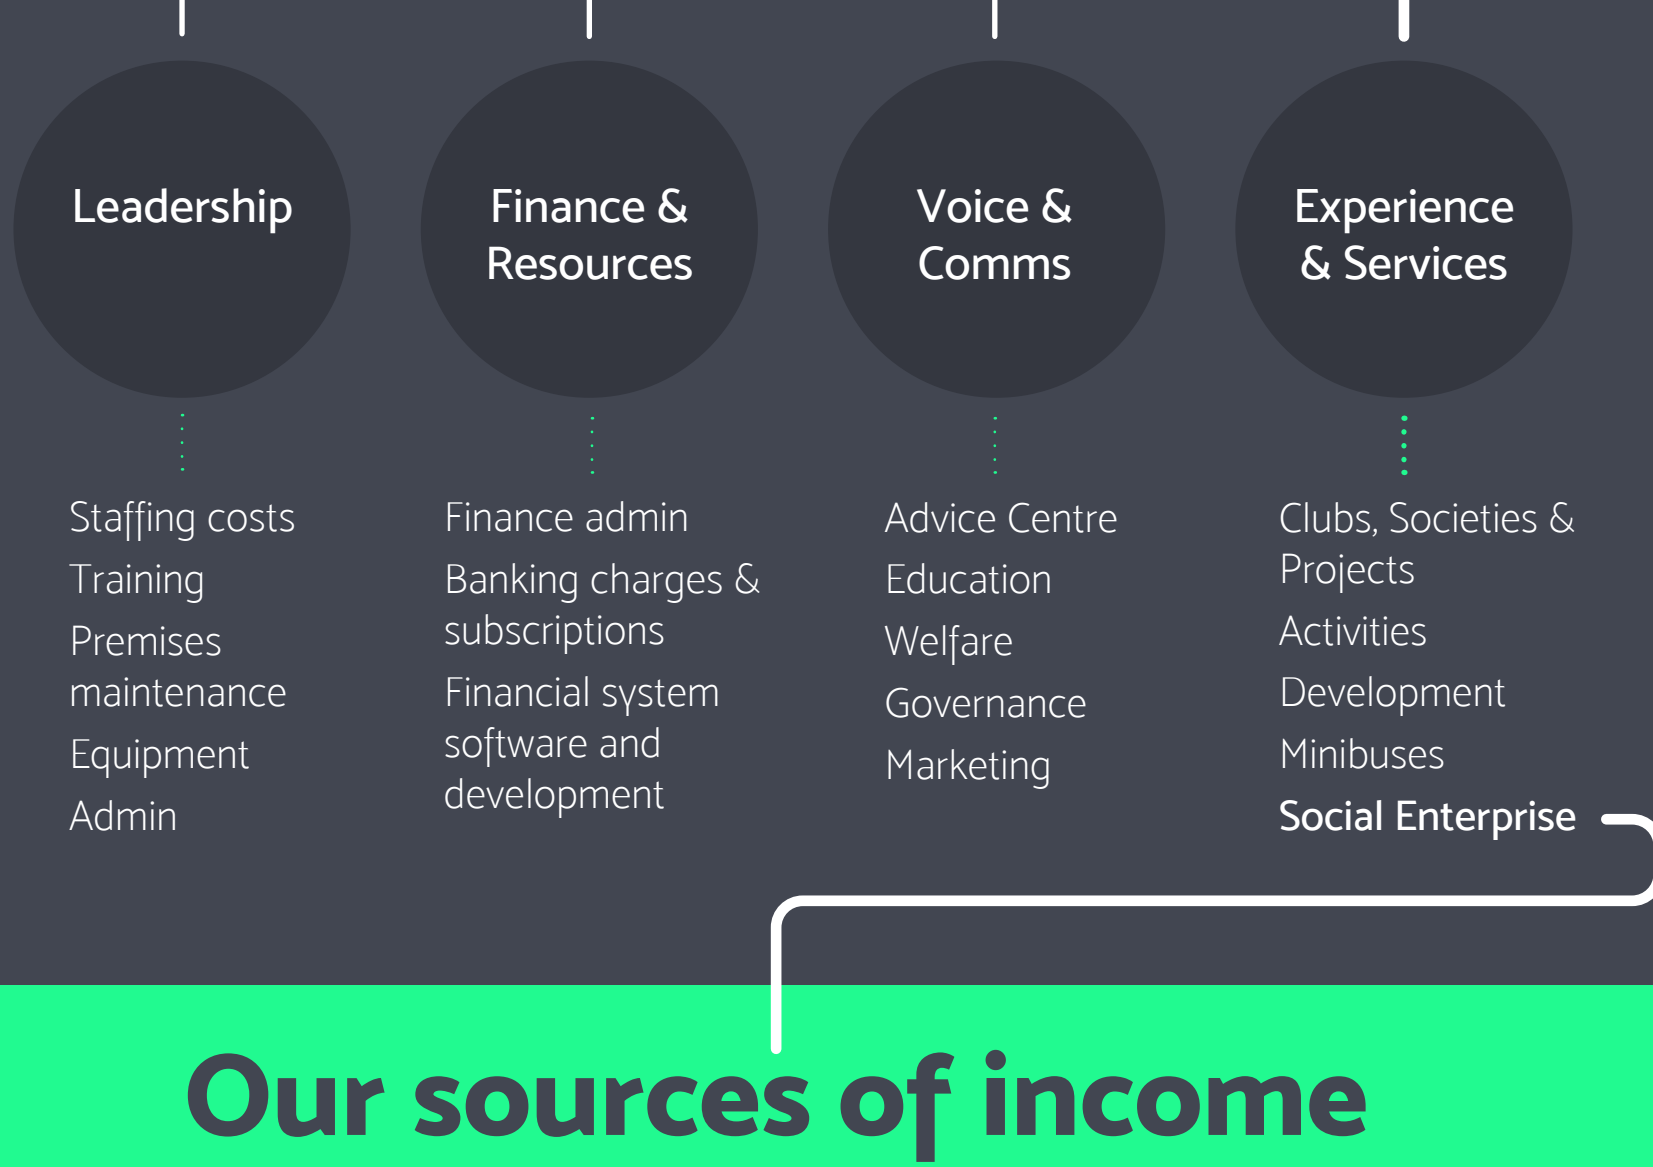 Leadership
Finance &
Resources
Voice &
Comms
Experience
& Services
Staffing costs
Training
Premises
maintenance
Equipment
Admin
Finance admin
Banking charges &
subscriptions
Financial system
software and
development
Advice Centre
Education
Welfare
Governance
Marketing
Clubs, Societies &
Projects
Activities
Development
Minibuses
Social Enterprise
Our sources of income